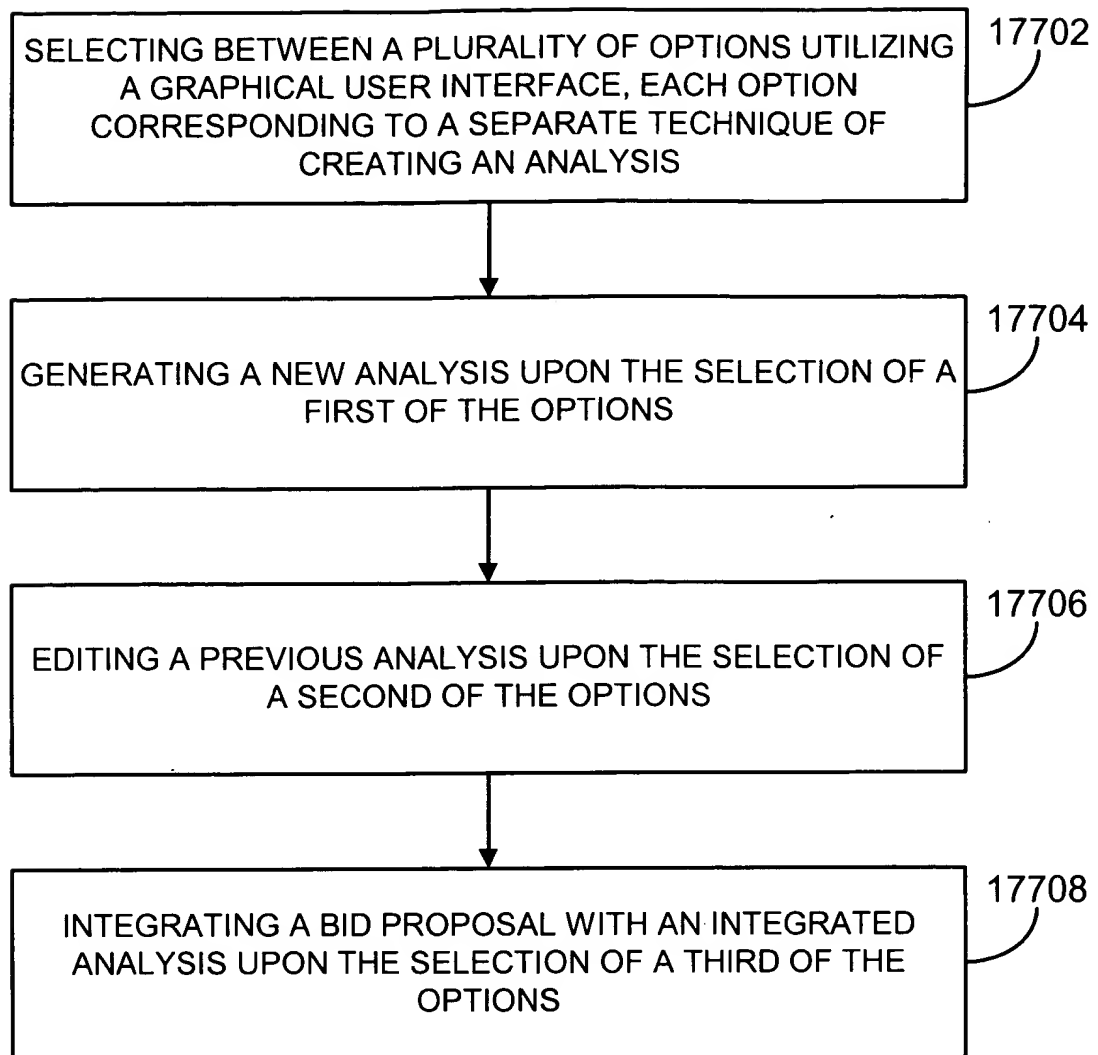 SELECTING BETWEEN A PLURALITY OF OPTIONS UTILIZING
A GRAPHICAL USER INTERFACE, EACH OPTION
CORRESPONDING TO A SEPARATE TECHNIQUE OF
CREATING AN ANALYSIS
17702
GENERATING A NEW ANALYSIS UPON THE SELECTION OF A
FIRST OF THE OPTIONS
17704
EDITING A PREVIOUS ANALYSIS UPON THE SELECTION OF
A SECOND OF THE OPTIONS
17706
INTEGRATING A BID PROPOSAL WITH AN INTEGRATED
ANALYSIS UPON THE SELECTION OF A THIRD OF THE
OPTIONS
17708